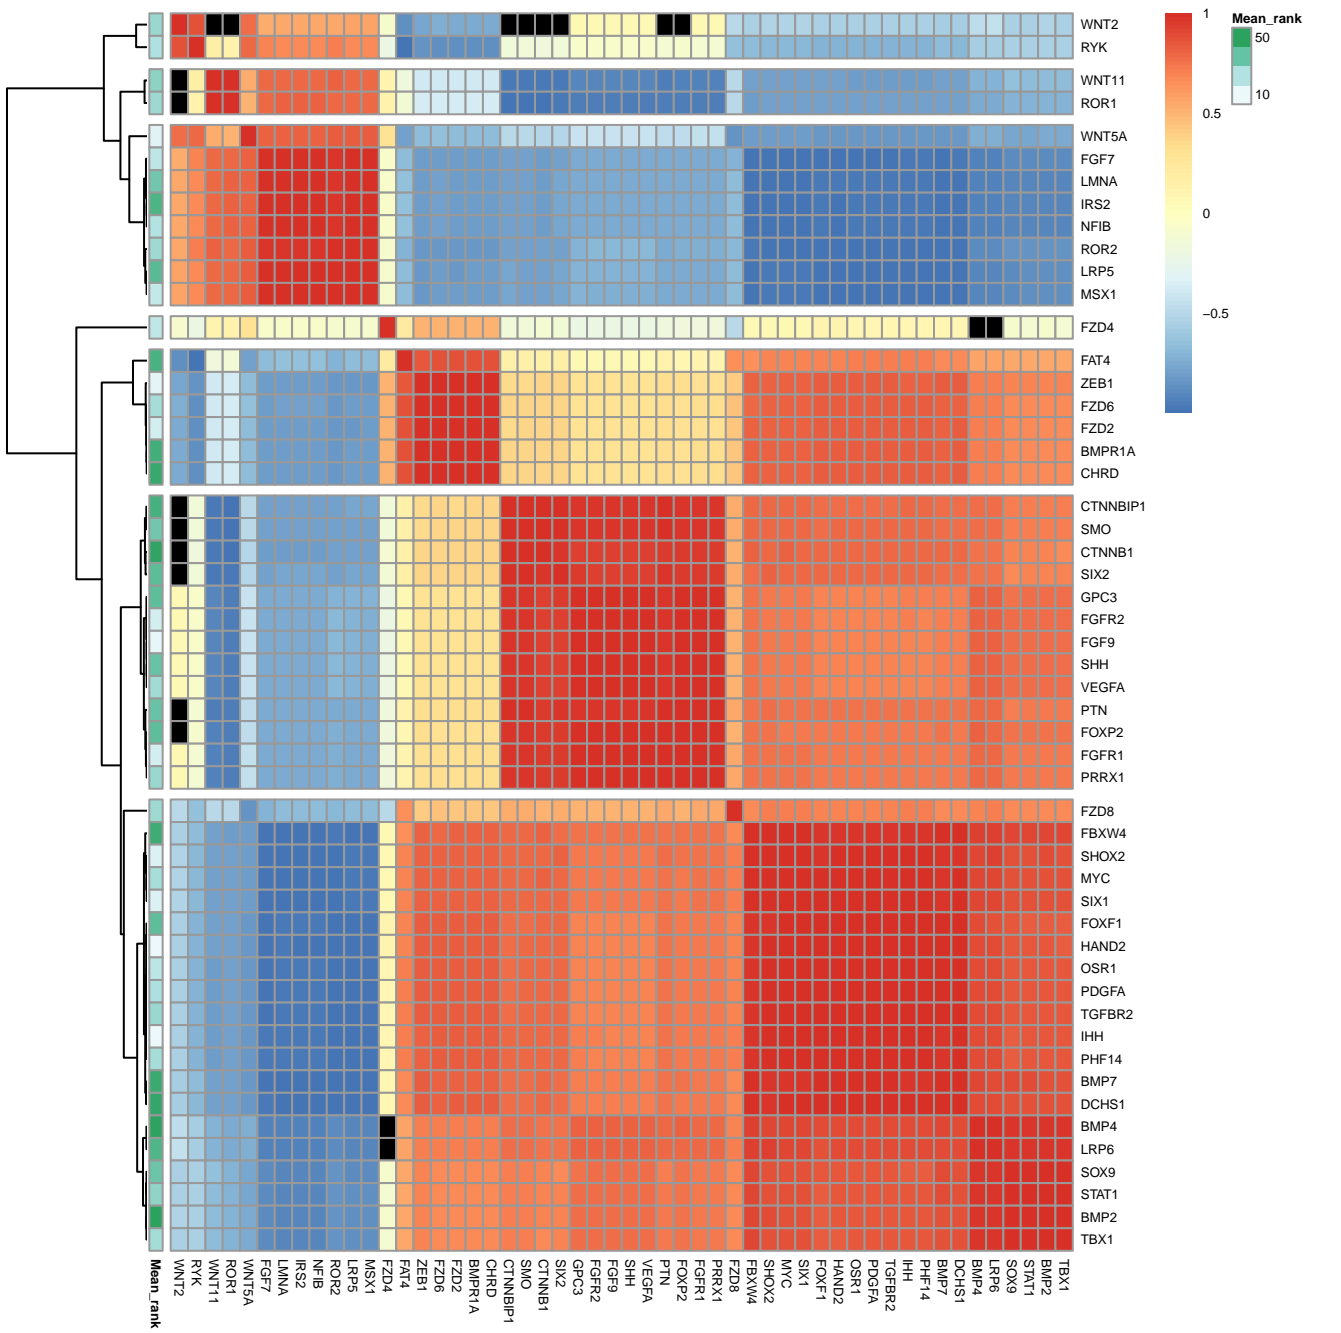 1
0.5
0
−0.5
Mean_rank
50
10
WNT2
RYK
WNT11
ROR1
WNT5A
FGF7
LMNA
IRS2
NFIB
ROR2
LRP5
MSX1
FZD4
FAT4
ZEB1
FZD6
FZD2
BMPR1A
CHRD
CTNNBIP1
SMO
CTNNB1
SIX2
GPC3
FGFR2
FGF9
SHH
VEGFA
PTN
FOXP2
FGFR1
PRRX1
FZD8
FBXW4
SHOX2
MYC
SIX1
FOXF1
HAND2
OSR1
PDGFA
TGFBR2
IHH
PHF14
BMP7
DCHS1
BMP4
LRP6
SOX9
STAT1
BMP2
TBX1
Mean_rank
WNT2
RYK
WNT11
ROR1
WNT5A
FGF7
LMNA
IRS2
NFIB
ROR2
LRP5
MSX1
FZD4
FAT4
ZEB1
FZD6
FZD2
BMPR1A
CHRD
CTNNBIP1
SMO
CTNNB1
SIX2
GPC3
FGFR2
FGF9
SHH
VEGFA
PTN
FOXP2
FGFR1
PRRX1
FZD8
FBXW4
SHOX2
MYC
SIX1
FOXF1
HAND2
OSR1
PDGFA
TGFBR2
IHH
PHF14
BMP7
DCHS1
BMP4
LRP6
SOX9
STAT1
BMP2
TBX1